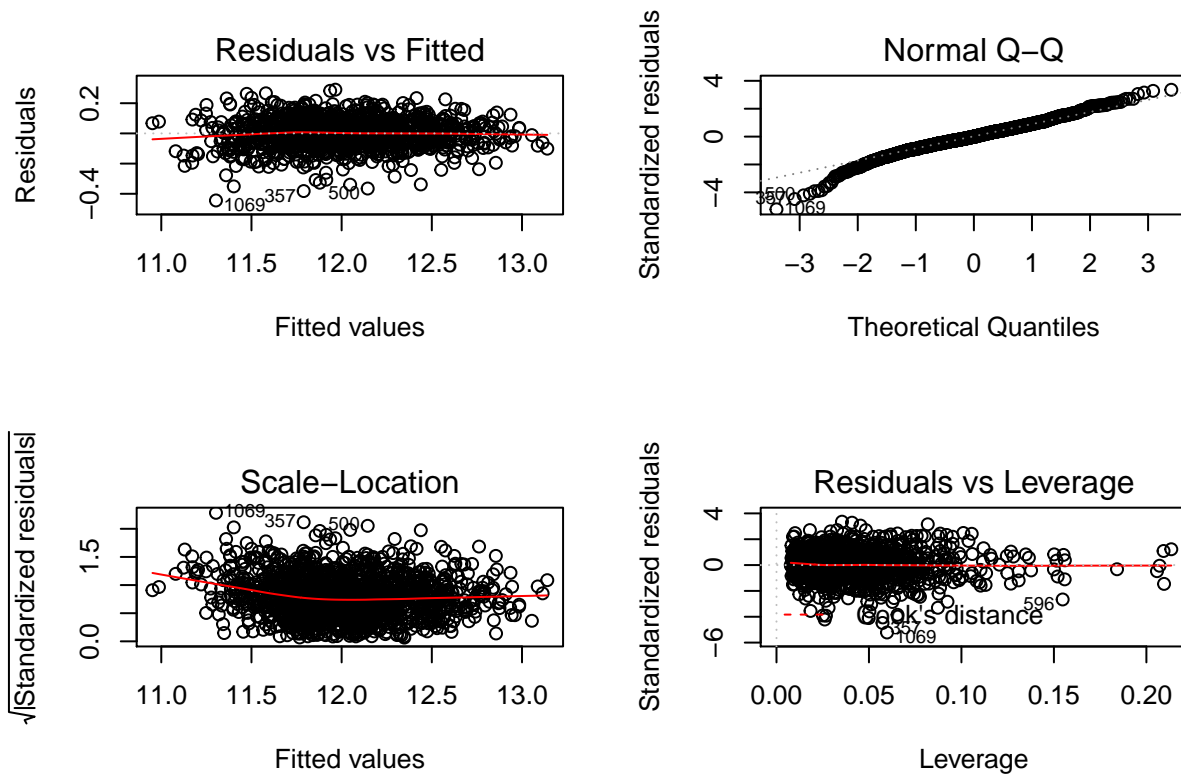 Residuals vs Fitted
Residuals
0.2
−0.4
1069
357
500
11.0 11.5 12.0 12.5 13.0
Fitted values
Normal Q−Q
Standardized residuals
4
0
−4
500
357
1069
−3 −2 −1 0 1 2 3
Theoretical Quantiles
Scale−Location
√|Standardized residuals|
1.5
0.0
1069
357
500
11.0 11.5 12.0 12.5 13.0
Fitted values
Residuals vs Leverage
Standardized residuals
4
0
−6
596
Cook's distance
357
1069
0.00 0.05 0.10 0.15 0.20
Leverage